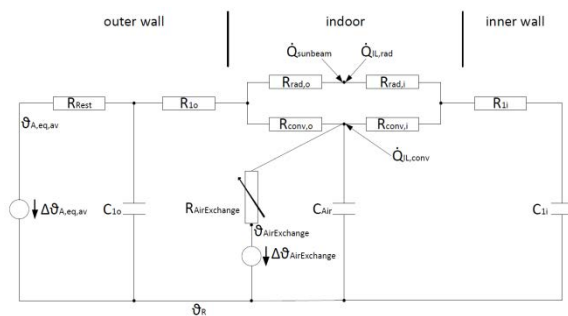 outer wall indoor inner wall
Q̇sunbeam Q̇IL,rad
Rrad,o Rrad,i
RRest R1o R1i
ϑA,eq,av Rconv,o Rconv,i
Q̇IL,conv
ΔϑA,eq,av C1o RAirExchange CAir C1i
ϑAirExchange
ΔϑAirExchange
ϑR